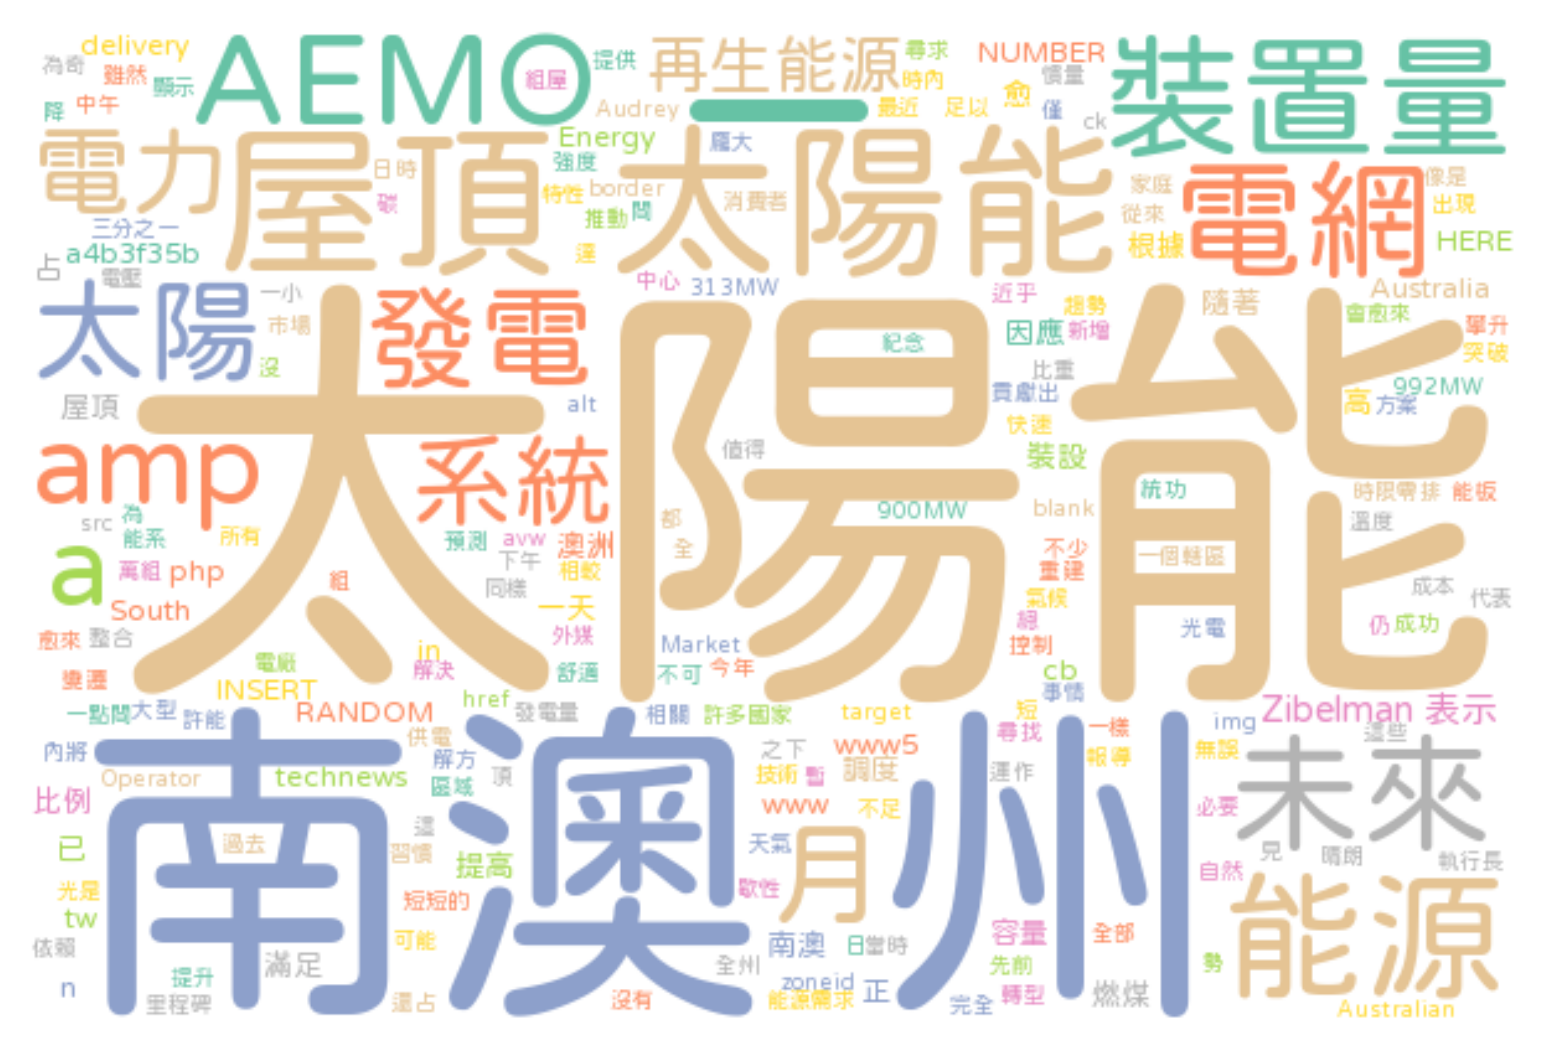 為奇
delivery
雖然
顯示
降
中午
AEMO
組屋
提供
再生能源
尋求
時內
NUMBER
慣量
愈
僅
ck
Audrey
最近
足以
裝置量
電力
屋頂
太陽能
Energy
強度
日時
特性
碳
border
推動
問
達
龐大
消費者
家庭
像是
從來
出現
根據
電網
HERE
三分之一
a4b3f35b
占
電壓
中心
313MW
近乎
趨勢
隨著
Australia
太陽
一小
市場
沒
發電
太陽能
紀念
因應
新增
會愈來
攀升
突破
比重
992MW
屋頂
alt
貢獻出
高
方案
快速
amp
系統
值得
裝設
統功
時限零排
能板
src
為
能系
所有
預測
avw
澳洲
都
全
900MW
blank
溫度
a
萬組
php
組
下午
相較
同樣
不少
重建
一個轄區
成本
代表
South
一天
氣候
愈來
整合
外媒
Market
絕
控制
光電
仍
成功
in
解決
電廠
變遷
INSERT
舒適
不可
今年
cb
事情
href
一點問
大型
許能
RANDOM
發電量
相關
許多國家
target
短
尋找
一樣
img
Zibelman
表示
這些
內將
供電
解方
頂
之下
www5
報導
無誤
Operator
technews
區域
技術
暫
調度
運作
比例
www
不足
必要
未來
南澳州
這
已
過去
習慣
提高
天氣
月
見
晴朗
執行長
光是
短短的
歇性
自然
能源
tw
可能
容量
全部
依賴
滿足
南澳
日
當時
先前
勢
n
提升
全州
zoneid
正
轉型
燃煤
里程碑
還占
沒有
能源需求
完全
Australian